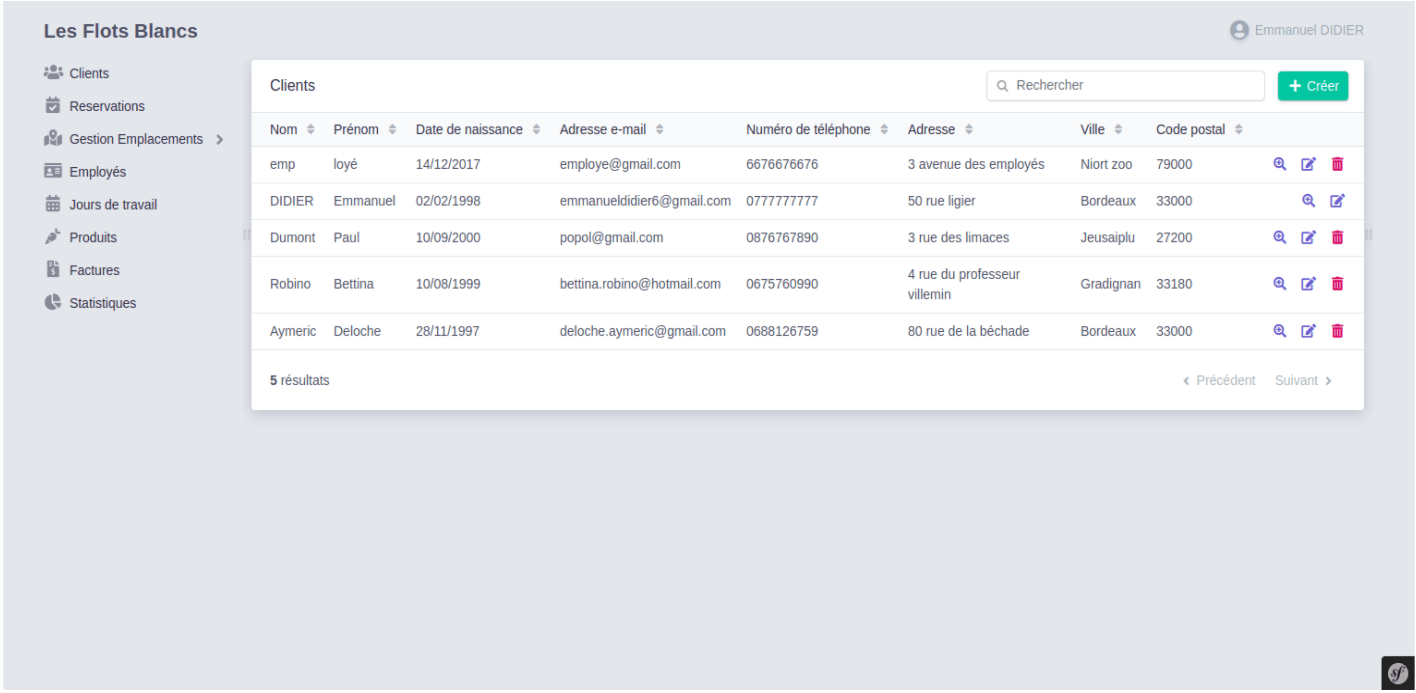 Les Flots Blancs
Emmanuel DIDIER
Clients
Reservations
Gestion Emplacements
Employés
Jours de travail
Produits
Factures
Statistiques
Clients
Rechercher
Créer
Nom Prénom Date de naissance Adresse e-mail Numéro de téléphone Adresse Ville Code postal
emp loyé 14/12/2017 employe@gmail.com 6676676676 3 avenue des employés Niort zoo 79000
DIDIER Emmanuel 02/02/1998 emmanueldidier6@gmail.com 0777777777 50 rue ligier Bordeaux 33000
Dumont Paul 10/09/2000 popol@gmail.com 0876767890 3 rue des limaces Jeusaiplu 27200
Robino Bettina 10/08/1999 bettina.robino@hotmail.com 0675760990 4 rue du professeur villemin Gradignan 33180
Aymeric Deloche 28/11/1997 deloche.aymeric@gmail.com 0688126759 80 rue de la béchade Bordeaux 33000
5 résultats
Précédent Suivant
sf